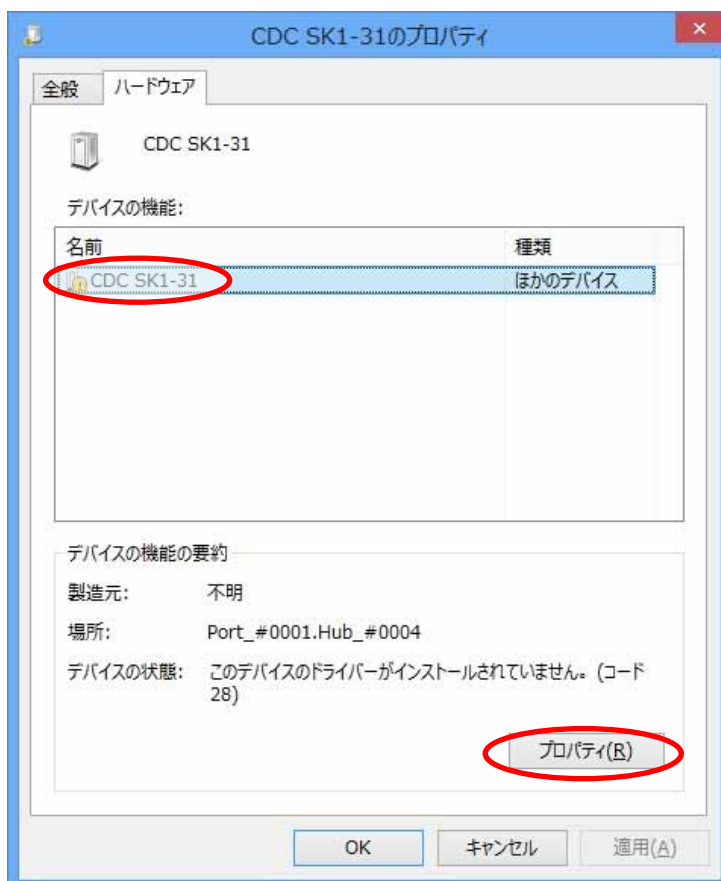 CDC SK1-31のプロパティ
全般 ハードウェア
CDC SK1-31
デバイスの機能:
名前 種類
CDC SK1-31 ほかのデバイス
デバイスの機能の要約
製造元: 不明
場所: Port_#0001.Hub_#0004
デバイスの状態: このデバイスのドライバーがインストールされていません。(コード
28)
プロパティ(R)
OK キャンセル 適用(A)